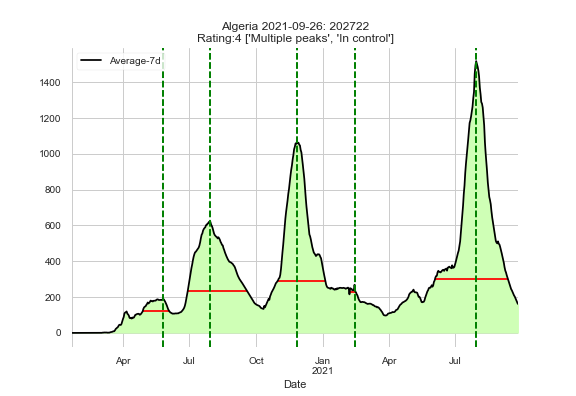 Algeria 2021-09-26: 202722
Rating:4 ['Multiple peaks', 'In control']
Average-7d
1400
1200
1000
800
600
400
200
0
Apr Jul Oct Jan Apr Jul
2021
Date